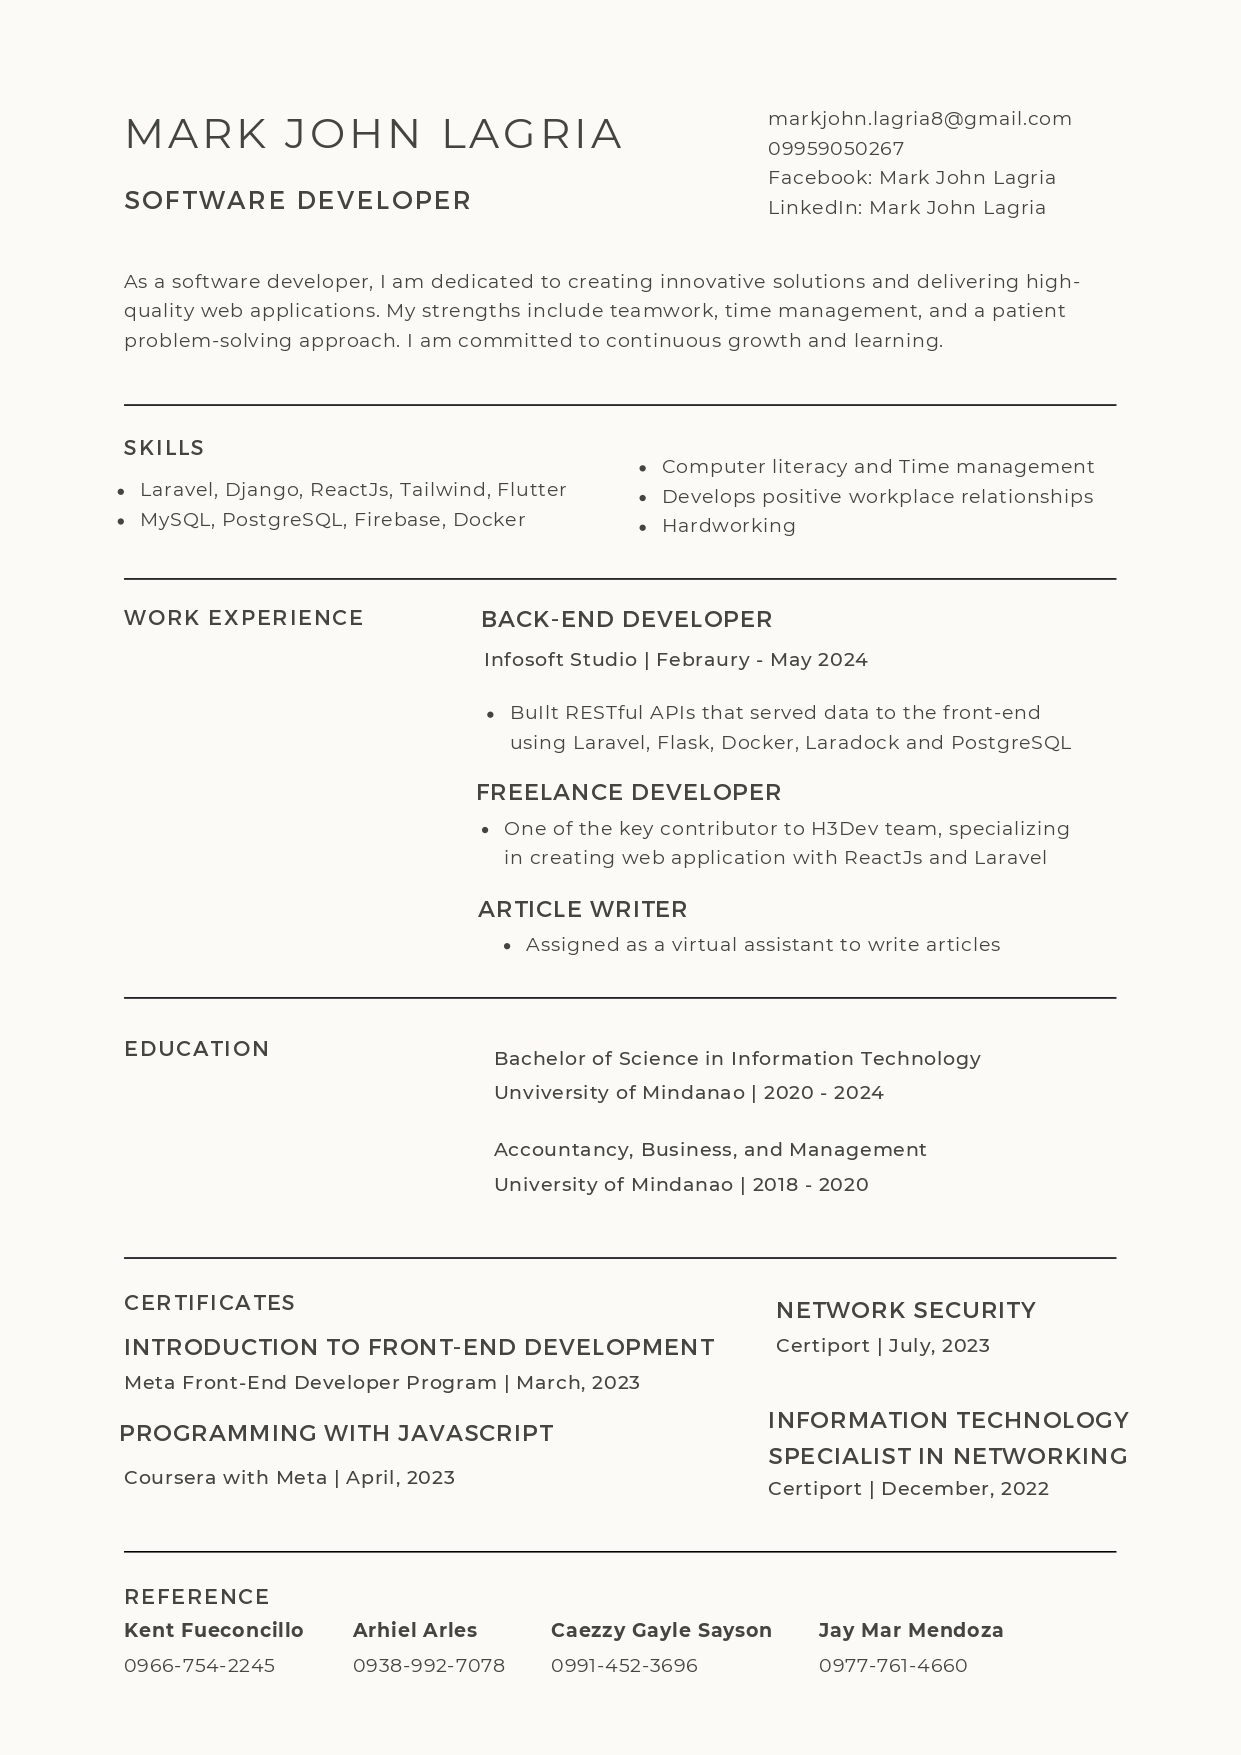 MARK JOHN LAGRIA
SOFTWARE DEVELOPER
markjohn.lagria8@gmail.com
09959050267
Facebook: Mark John Lagria
LinkedIn: Mark John Lagria
As a software developer, I am dedicated to creating innovative solutions and delivering high-
quality web applications. My strengths include teamwork, time management, and a patient
problem-solving approach. I am committed to continuous growth and learning.
SKILLS
• Laravel, Django, ReactJs, Tailwind, Flutter
• MySQL, PostgreSQL, Firebase, Docker
• Computer literacy and Time management
• Develops positive workplace relationships
• Hardworking
WORK EXPERIENCE
BACK-END DEVELOPER
Infosoft Studio | Febraury - May 2024
• BuIlt RESTful APIs that served data to the front-end
using Laravel, Flask, Docker, Laradock and PostgreSQL
FREELANCE DEVELOPER
• One of the key contributor to H3Dev team, specializing
in creating web application with ReactJs and Laravel
ARTICLE WRITER
• Assigned as a virtual assistant to write articles
EDUCATION
Bachelor of Science in Information Technology
Unviversity of Mindanao | 2020 - 2024
Accountancy, Business, and Management
University of Mindanao | 2018 - 2020
CERTIFICATES
INTRODUCTION TO FRONT-END DEVELOPMENT
Meta Front-End Developer Program | March, 2023
PROGRAMMING WITH JAVASCRIPT
Coursera with Meta | April, 2023
NETWORK SECURITY
Certiport | July, 2023
INFORMATION TECHNOLOGY
SPECIALIST IN NETWORKING
Certiport | December, 2022
REFERENCE
Kent Fueconcillo Arhiel Arles Caezzy Gayle Sayson Jay Mar Mendoza
0966-754-2245 0938-992-7078 0991-452-3696 0977-761-4660